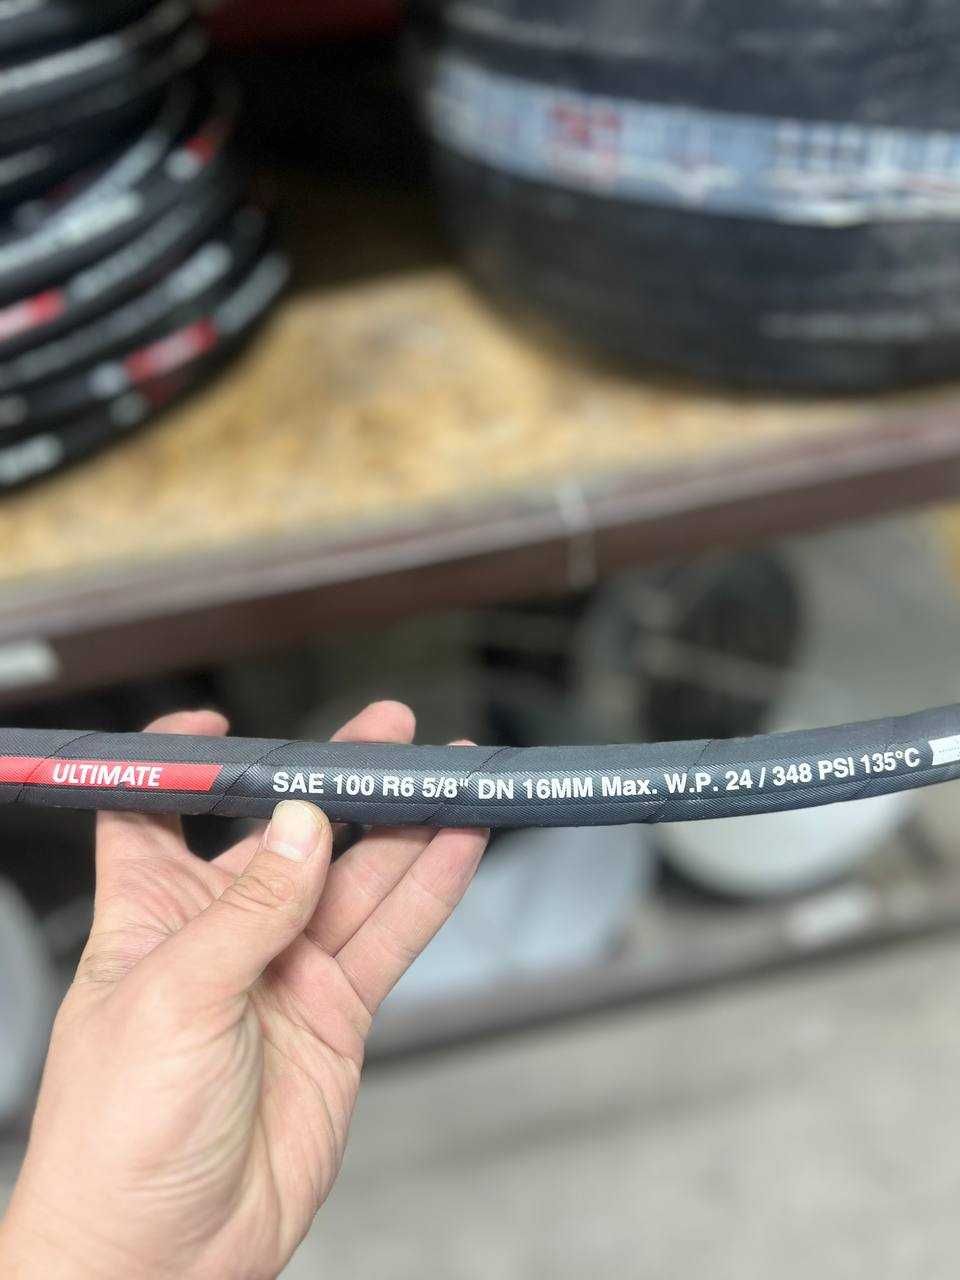 ULTIMATE SAE 100 R6 5/8" DN 16MM Max. W.P. 24 / 348 PSI 135°C